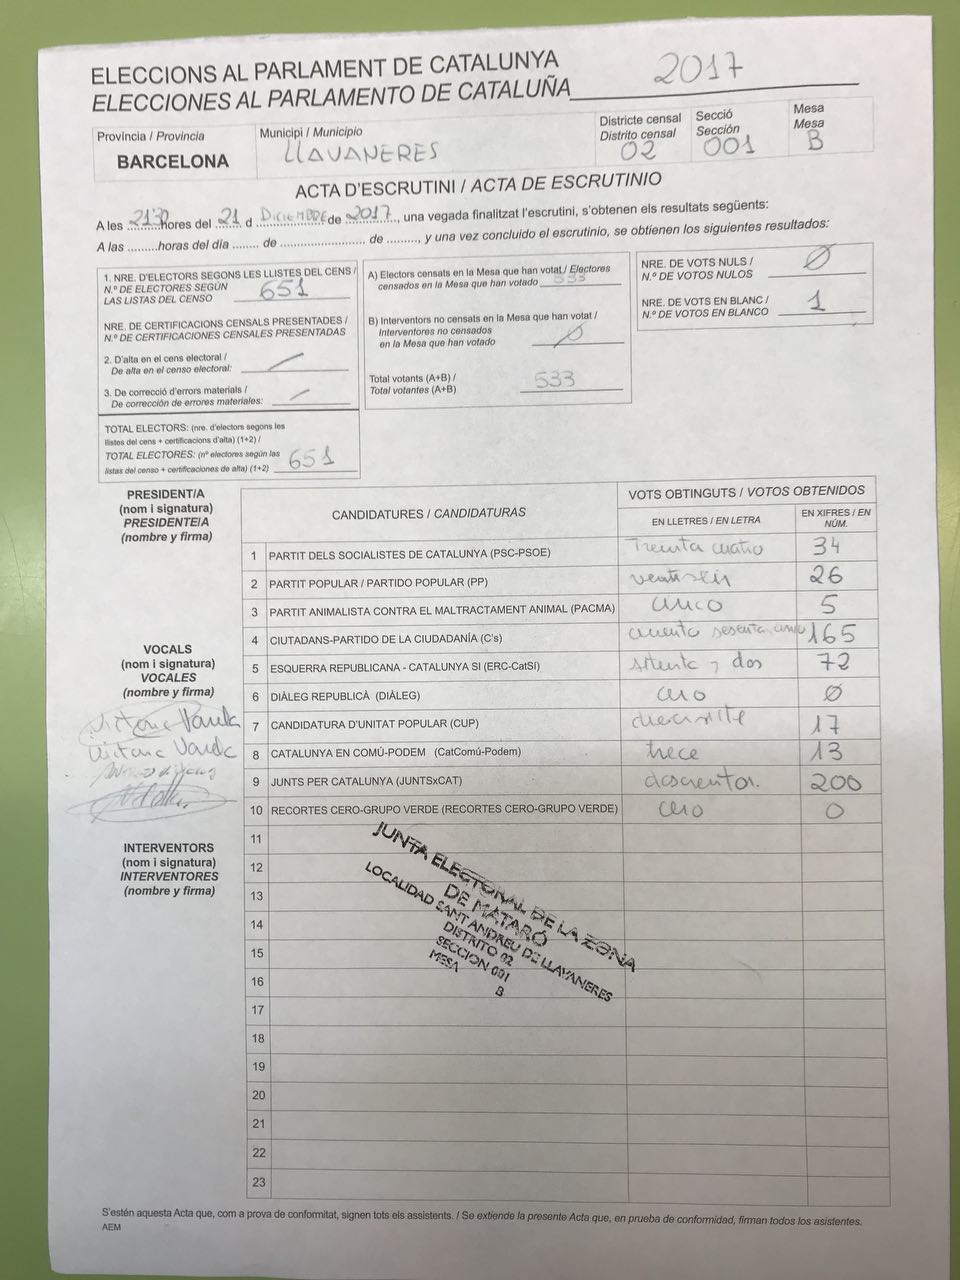 ELECCIONS AL PARLAMENT DE CATALUNYA
ELECCIONES AL PARLAMENTO DE CATALUÑA 2017
Provincia / Provincia
BARCELONA
Municipi / Municipio
LLAVANERES
Districte censal
Distrito censal
02
Secció
Sección
001
Mesa
Mesa
B
ACTA D'ESCRUTINI / ACTA DE ESCRUTINIO
A les 21'30 hores del 21 d DICIEMBRE de 2017, una vegada finalitzat l'escrutini, s'obtenen els resultats següents:
A las .........horas del día ........ de .......................... de ........., y una vez concluido el escrutinio, se obtienen los siguientes resultados:
1. NRE. D'ELECTORS SEGONS LES LLISTES DEL CENS /
N.º DE ELECTORES SEGÚN
LAS LISTAS DEL CENSO 651
NRE. DE CERTIFICACIONS CENSALS PRESENTADES /
N.º DE CERTIFICACIONES CENSALES PRESENTADAS
2. D'alta en el cens electoral /
De alta en el censo electoral:
3. De correcció d'errors materials /
De corrección de errores materiales:
TOTAL ELECTORS: (nre. d'electors segons les
llistes del cens + certificacions d'alta) (1+2) /
TOTAL ELECTORES: (nº electores según las
listas del censo + certificaciones de alta) (1+2) 651
A) Electors censats en la Mesa que han votat / Electores
censados en la Mesa que han votado 533
B) Interventors no censats en la Mesa que han votat /
Interventores no censados
en la Mesa que han votado Ø
Total votants (A+B) /
Total votantes (A+B) 533
NRE. DE VOTS NULS /
N.º DE VOTOS NULOS Ø
NRE. DE VOTS EN BLANC /
N.º DE VOTOS EN BLANCO 1
PRESIDENT/A
(nom i signatura)
PRESIDENTE/A
(nombre y firma)
VOCALS
(nom i signatura)
VOCALES
(nombre y firma)
INTERVENTORS
(nom i signatura)
INTERVENTORES
(nombre y firma)
CANDIDATURES / CANDIDATURAS
VOTS OBTINGUTS / VOTOS OBTENIDOS
EN LLETRES / EN LETRA
EN XIFRES / EN NÚM.
1 PARTIT DELS SOCIALISTES DE CATALUNYA (PSC-PSOE) Treinta cuatro 34
2 PARTIT POPULAR / PARTIDO POPULAR (PP) ventiseis 26
3 PARTIT ANIMALISTA CONTRA EL MALTRACTAMENT ANIMAL (PACMA) cinco 5
4 CIUTADANS-PARTIDO DE LA CIUDADANÍA (C's) ciento sesenta cinco 165
5 ESQUERRA REPUBLICANA - CATALUNYA SI (ERC-CatSí) setenta y dos 72
6 DIÀLEG REPUBLICÀ (DIÀLEG) cero Ø
7 CANDIDATURA D'UNITAT POPULAR (CUP) diecisiete 17
8 CATALUNYA EN COMÚ-PODEM (CatComú-Podem) trece 13
9 JUNTS PER CATALUNYA (JUNTSxCAT) doscientos. 200
10 RECORTES CERO-GRUPO VERDE (RECORTES CERO-GRUPO VERDE) cero 0
11
12
13
14
15
16
17
18
19
20
21
22
23
JUNTA ELECTORAL DE LA ZONA
DE MATARÓ
LOCALIDAD SANT ANDREU DE LLAVANERES
DISTRITO 02
SECCION 001
MESA B
S'estén aquesta Acta que, com a prova de conformitat, signen tots els assistents. / Se extiende la presente Acta que, en prueba de conformidad, firman todos los asistentes.
AEM